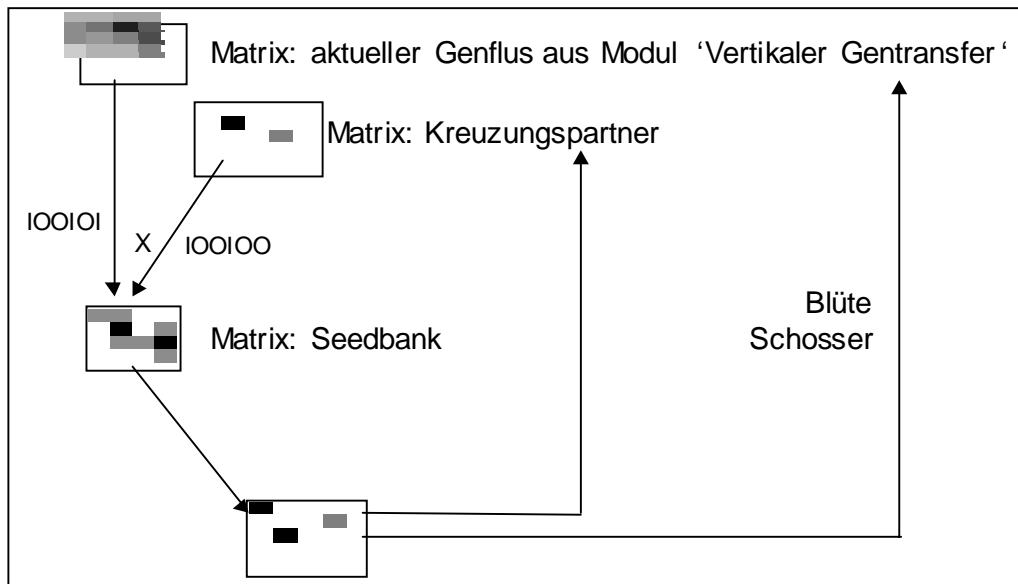 Matrix: aktueller Genflus aus Modul ‘Vertikaler Gentransfer‘
Matrix: Kreuzungspartner
IOOIOI
X
IOOIOO
Blüte
Schosser
Matrix: Seedbank